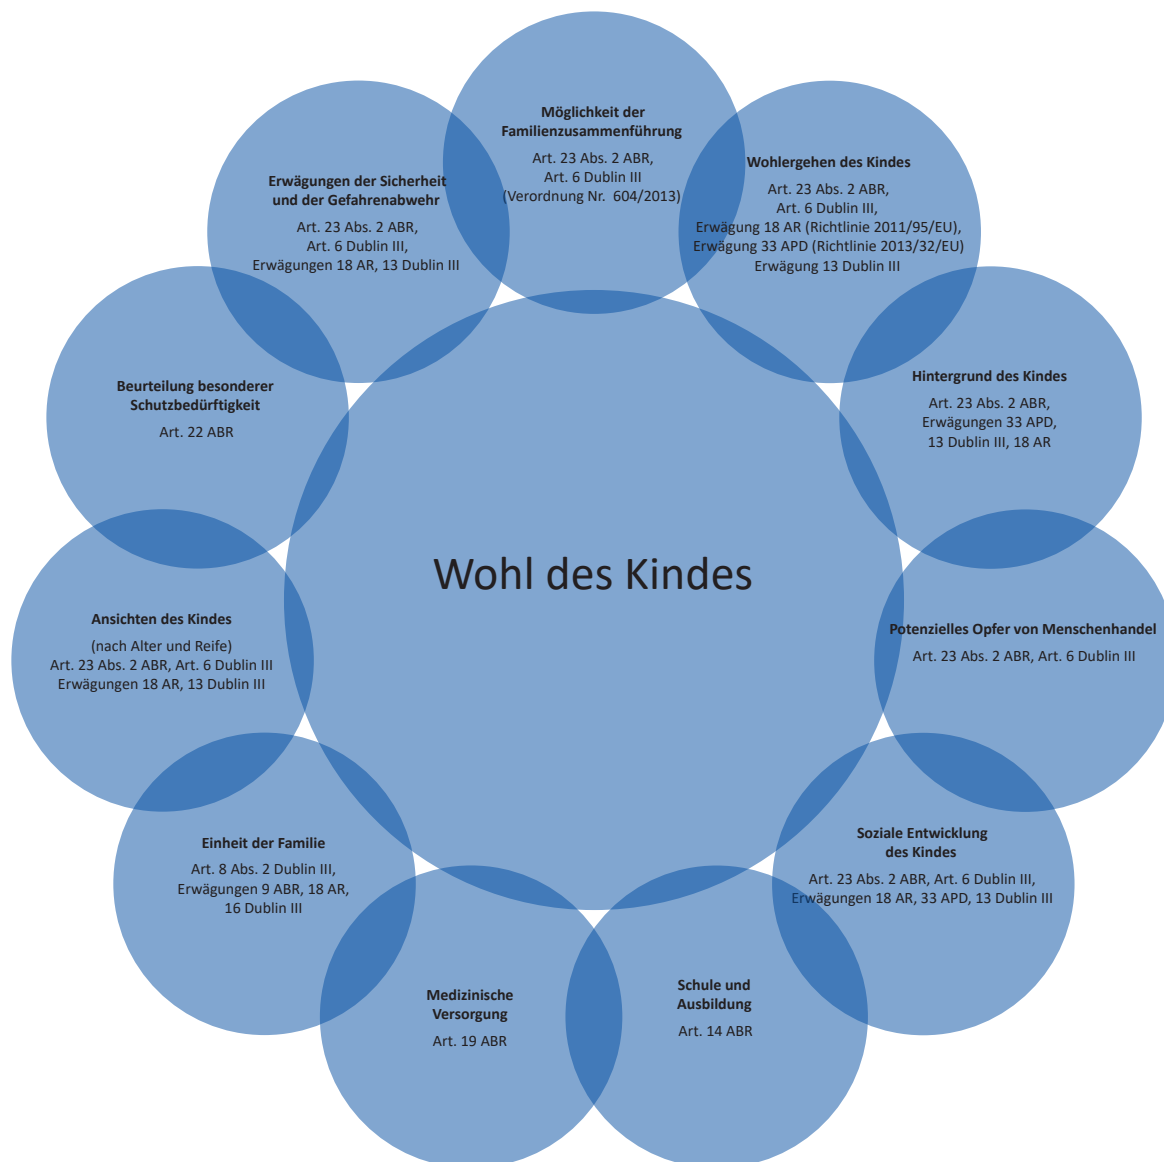 Möglichkeit der
Familienzusammenführung
Art. 23 Abs. 2 ABR,
Art. 6 Dublin III
(Verordnung Nr. 604/2013)
Wohlergehen des Kindes
Art. 23 Abs. 2 ABR,
Art. 6 Dublin III,
Erwägung 18 AR (Richtlinie 2011/95/EU),
Erwägung 33 APD (Richtlinie 2013/32/EU)
Erwägung 13 Dublin III
Hintergrund des Kindes
Art. 23 Abs. 2 ABR,
Erwägungen 33 APD,
13 Dublin III, 18 AR
Potenzielles Opfer von Menschenhandel
Art. 23 Abs. 2 ABR, Art. 6 Dublin III
Soziale Entwicklung
des Kindes
Art. 23 Abs. 2 ABR, Art. 6 Dublin III,
Erwägungen 18 AR, 33 APD, 13 Dublin III
Schule und
Ausbildung
Art. 14 ABR
Medizinische
Versorgung
Art. 19 ABR
Einheit der Familie
Art. 8 Abs. 2 Dublin III,
Erwägungen 9 ABR, 18 AR,
16 Dublin III
Ansichten des Kindes
(nach Alter und Reife)
Art. 23 Abs. 2 ABR, Art. 6 Dublin III
Erwägungen 18 AR, 13 Dublin III
Beurteilung besonderer
Schutzbedürftigkeit
Art. 22 ABR
Erwägungen der Sicherheit
und der Gefahrenabwehr
Art. 23 Abs. 2 ABR,
Art. 6 Dublin III,
Erwägungen 18 AR, 13 Dublin III
Wohl des Kindes